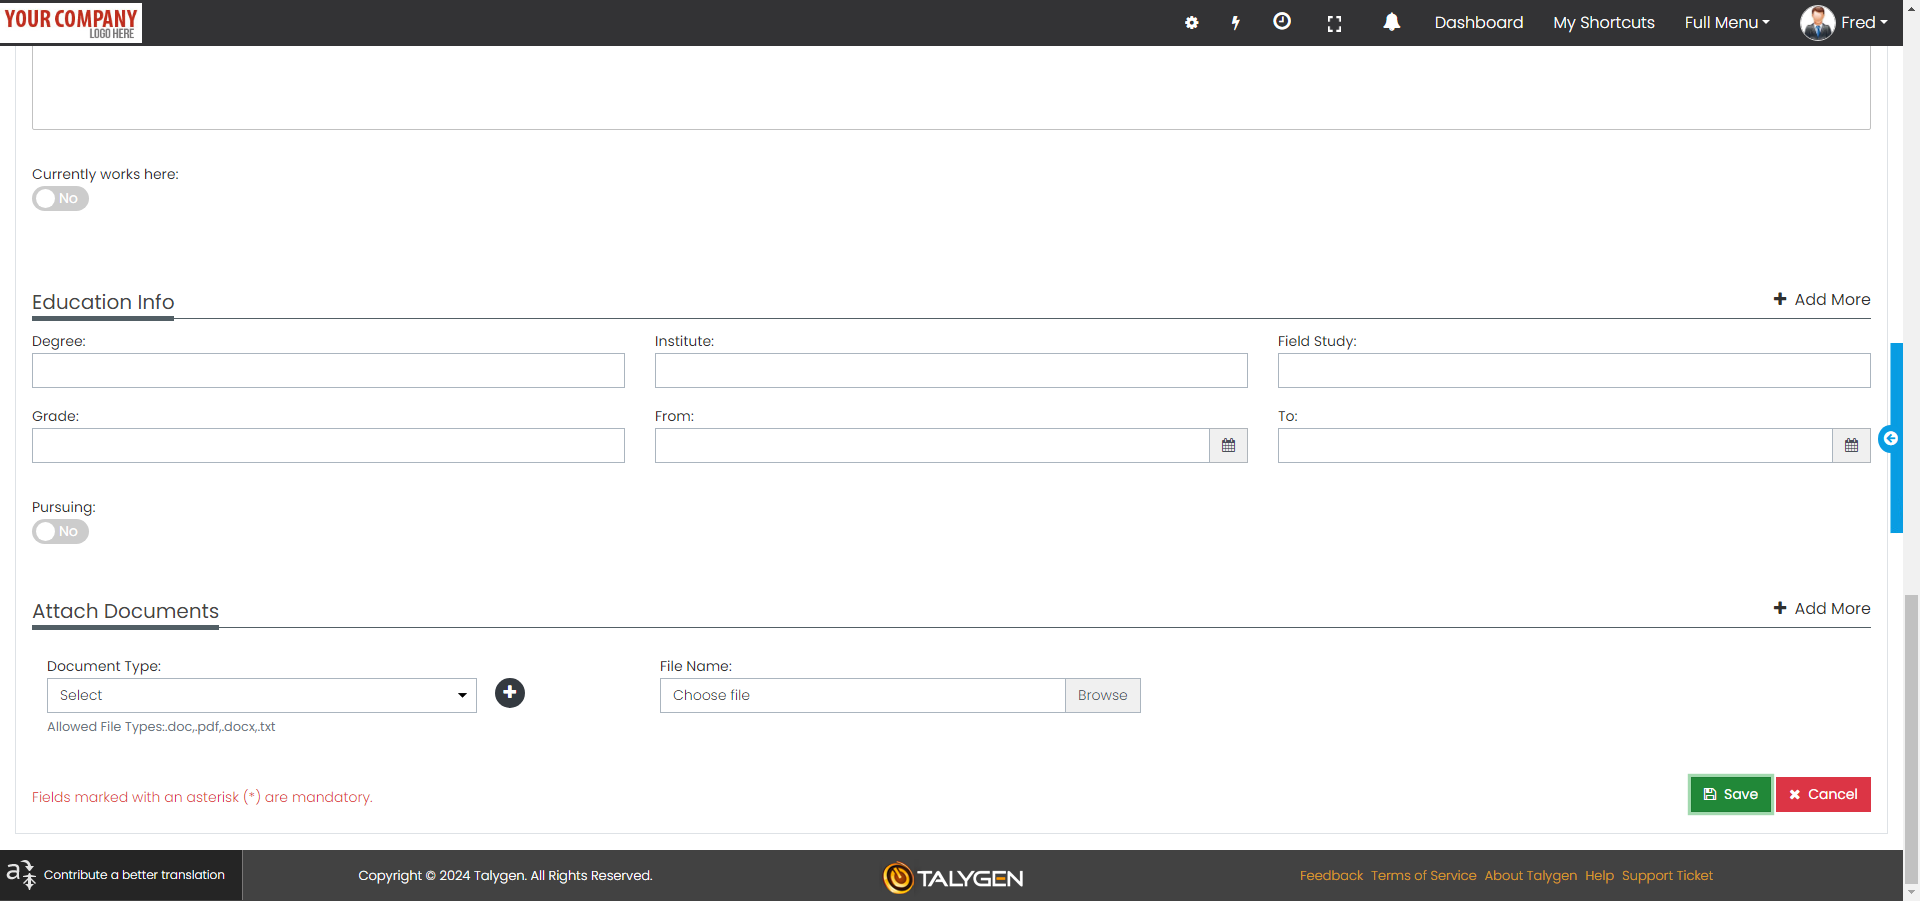 YOUR COMPANY
LOGO HERE
Dashboard
My Shortcuts
Full Menu
Fred
Currently works here:
No
Education Info
Add More
Degree:
Institute:
Field Study:
Grade:
From:
To:
Pursuing:
No
Attach Documents
Add More
Document Type:
File Name:
Select
Choose file
Browse
Allowed File Types:.doc,.pdf,.docx,.txt
Fields marked with an asterisk (*) are mandatory.
Save
Cancel
Contribute a better translation
Copyright © 2024 Talygen. All Rights Reserved.
TALYGEN
Feedback Terms of Service About Talygen Help Support Ticket